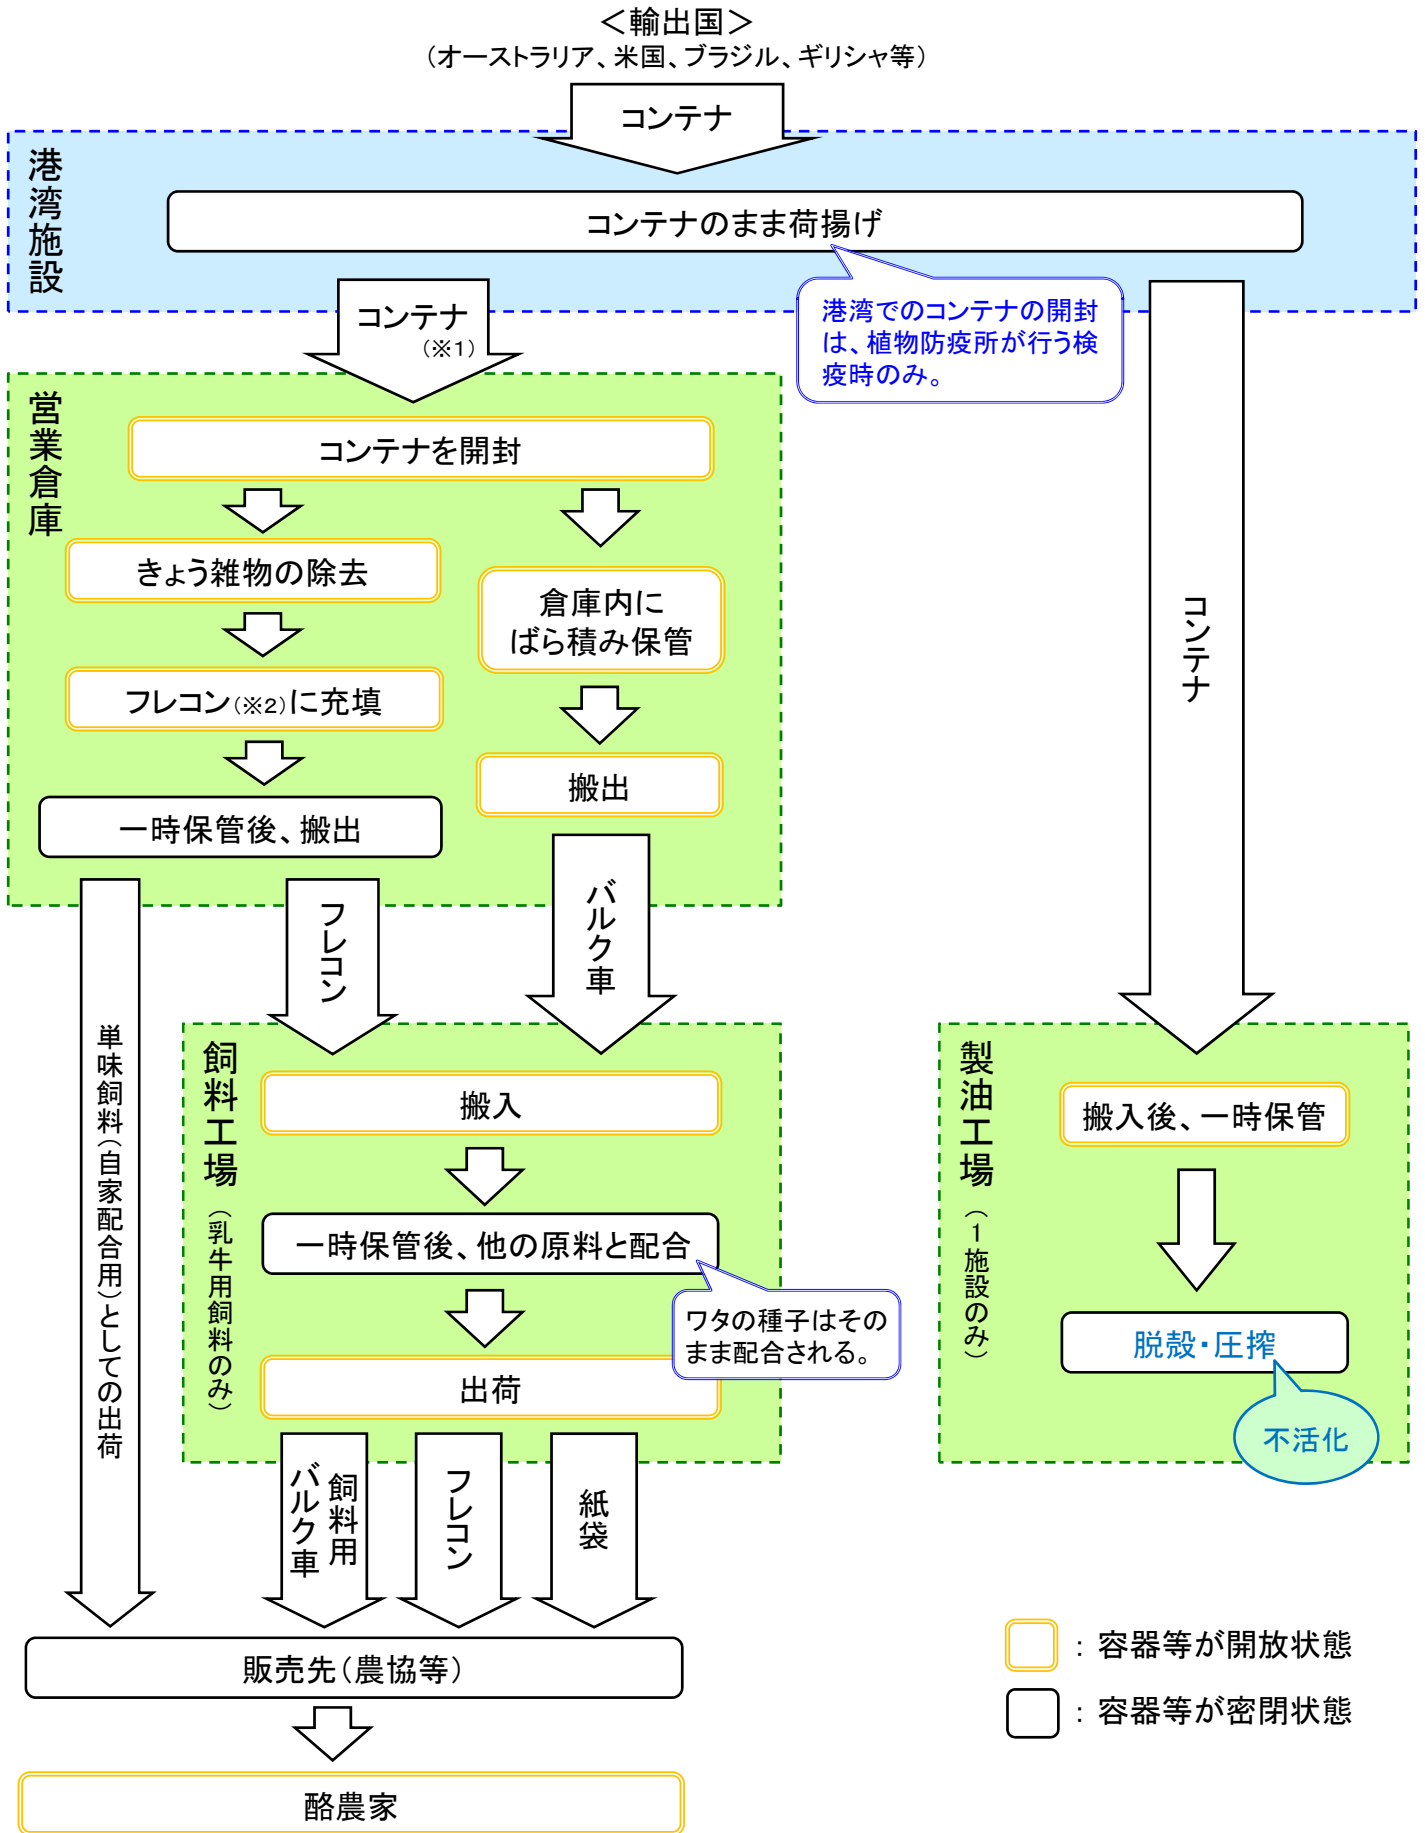 ＜輸出国＞
（オーストラリア、米国、ブラジル、ギリシャ等）
コンテナ
港湾施設
コンテナのまま荷揚げ
港湾でのコンテナの開封
は、植物防疫所が行う検
疫時のみ。
コンテナ
（※1）
コンテナ
営業倉庫
コンテナを開封
きょう雑物の除去
フレコン（※2）に充填
一時保管後、搬出
倉庫内に
ばら積み保管
搬出
単味飼料（自家配合用）としての出荷
フレコン
バルク車
飼料工場
（乳牛用飼料のみ）
搬入
一時保管後、他の原料と配合
ワタの種子はその
まま配合される。
出荷
飼料用
バルク車
フレコン
紙袋
製油工場
（1施設のみ）
搬入後、一時保管
脱殻・圧搾
不活化
販売先（農協等）
酪農家
：容器等が開放状態
：容器等が密閉状態